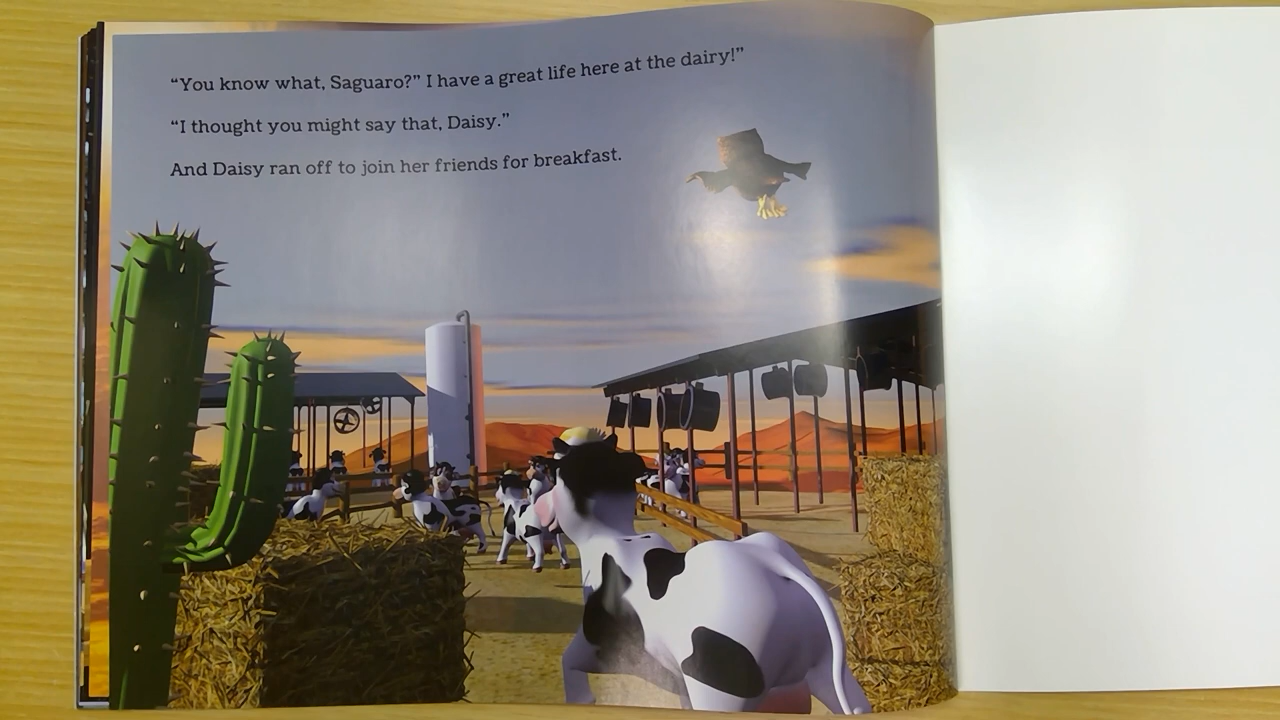 “You know what, Saguaro?” I have a great life here at the dairy!”
“I thought you might say that, Daisy.”
And Daisy ran off to join her friends for breakfast.